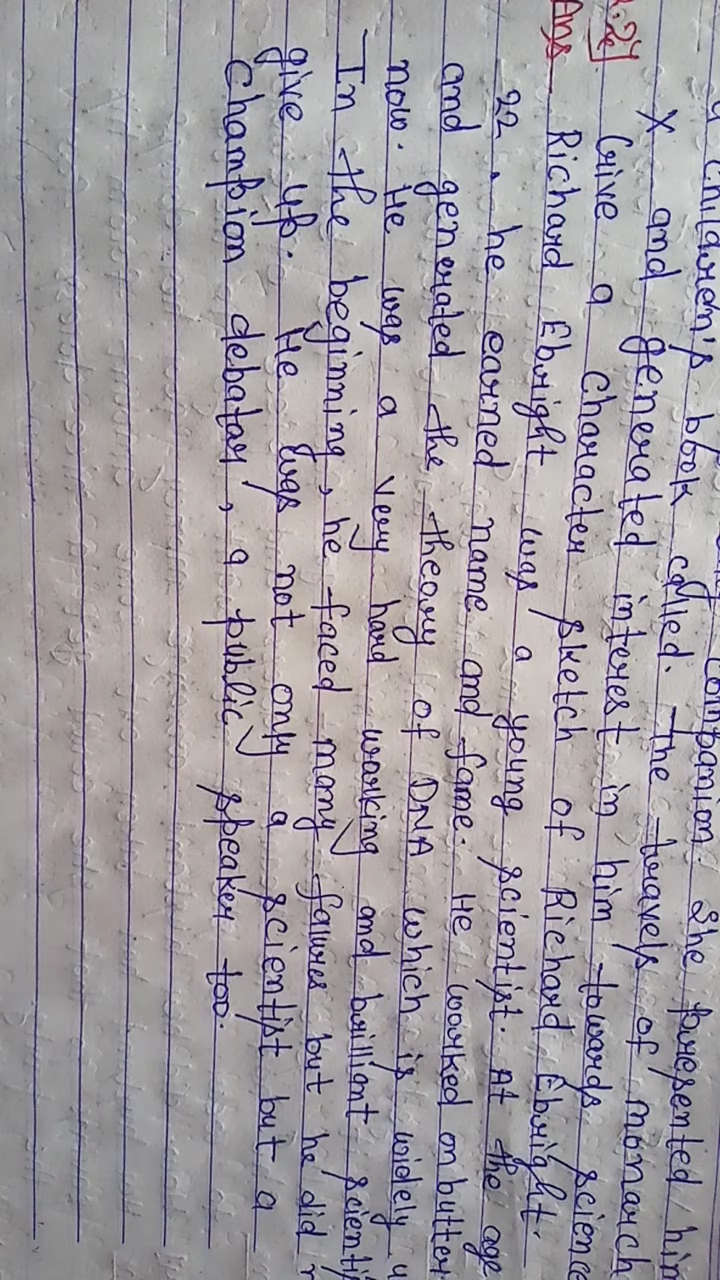 a children's book called. The travels of monarch
X and generated interest in him towards science
Q.2 Give a character sketch of Richard Ebright.
Ans Richard Ebright was a young scientist. At the age
22, he earned name and fame. He worked on butter
and generated the theory of DNA which is widely u
now. He was a very hard working and brilliant scienti
In the beginning, he faced many failures but he did n
give up. He was not only a scientist but a
champion debatar, a public speaker too.